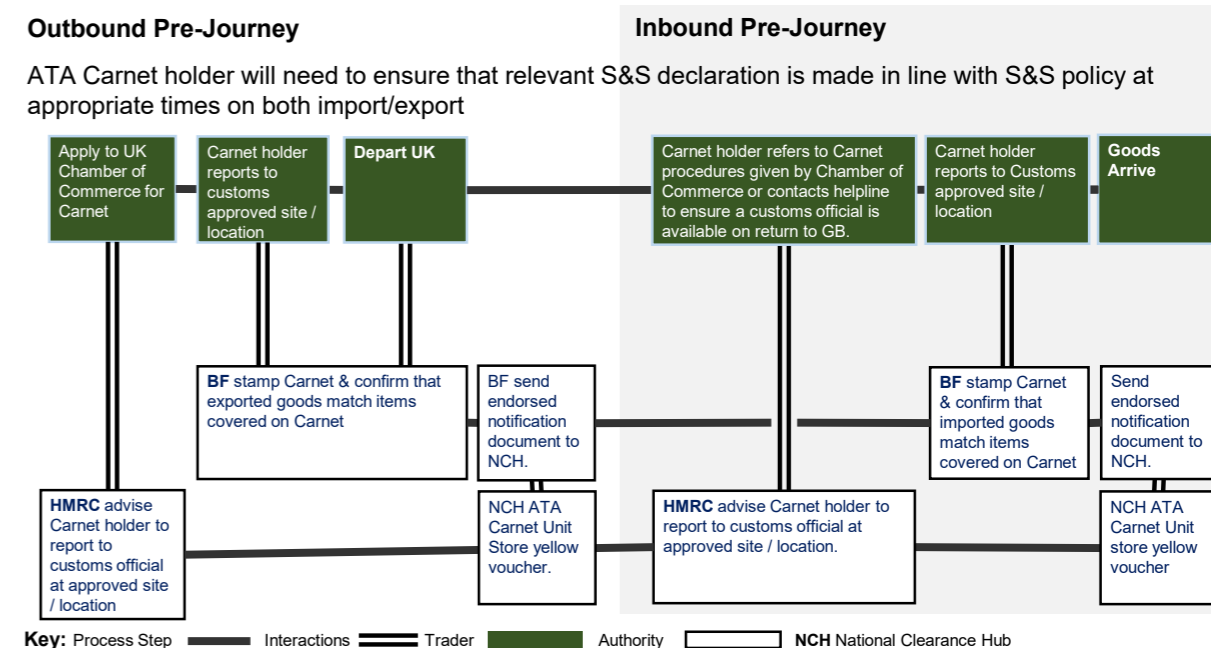 Outbound Pre-Journey
Inbound Pre-Journey
ATA Carnet holder will need to ensure that relevant S&S declaration is made in line with S&S policy at
appropriate times on both import/export
Apply to UK
Chamber of
Commerce for
Carnet
Carnet holder
reports to
customs
approved site /
location
Depart UK
Carnet holder refers to Carnet
procedures given by Chamber of
Commerce or contacts helpline
to ensure a customs official is
available on return to GB.
Carnet holder
reports to Customs
approved site /
location
Goods
Arrive
BF stamp Carnet & confirm that
exported goods match items
covered on Carnet
BF send
endorsed
notification
document to
NCH.
BF stamp Carnet
& confirm that
imported goods
match items
covered on Carnet
Send
endorsed
notification
document to
NCH.
HMRC advise
Carnet holder to
report to
customs official
at approved site
/ location
NCH ATA
Carnet Unit
Store yellow
voucher.
HMRC advise Carnet holder to
report to customs official at
approved site / location.
NCH ATA
Carnet Unit
store yellow
voucher
Key: Process Step Interactions Trader Authority NCH National Clearance Hub